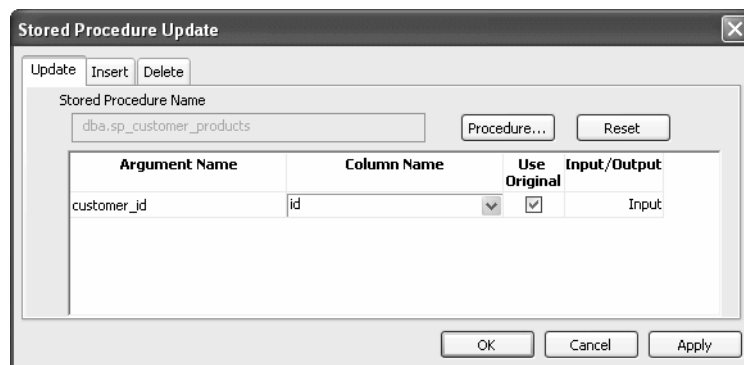 Stored Procedure Update
Update Insert Delete
Stored Procedure Name
dba.sp_customer_products Procedure... Reset
Argument Name Column Name Use Original Input/Output
customer_id id Input
OK Cancel Apply